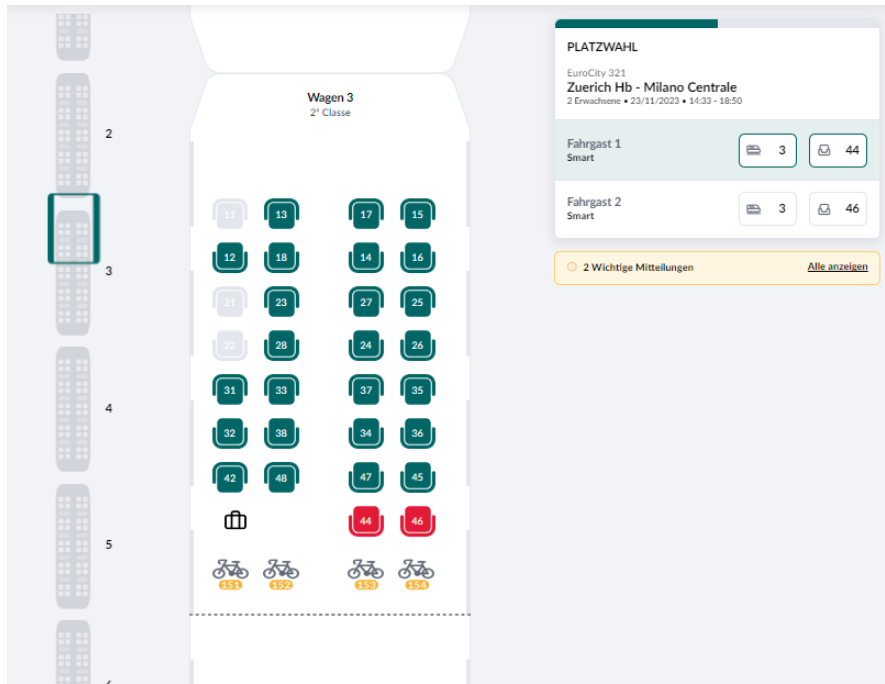 2
3
4
5
Wagen 3
2° Classe
11 13 17 15
12 18 14 16
21 23 27 25
22 28 24 26
31 33 37 35
32 38 34 36
42 48 47 45
44 46
151 152 153 154
PLATZWAHL
EuroCity 321
Zuerich Hb - Milano Centrale
2 Erwachsene • 23/11/2023 • 14:33 - 18:50
Fahrgast 1
Smart
3 44
Fahrgast 2
Smart
3 46
2 Wichtige Mitteilungen Alle anzeigen